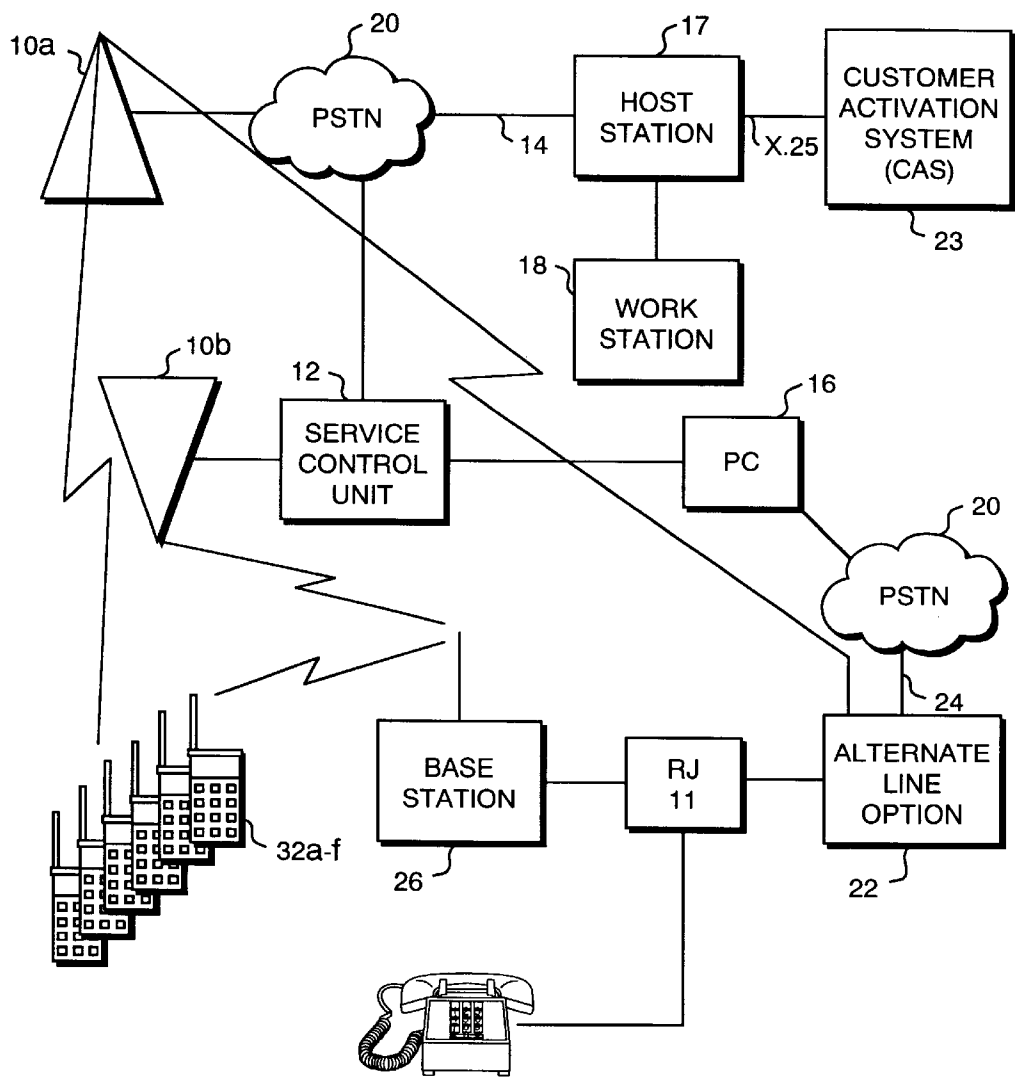 10a
20
17
PSTN
14
HOST
STATION
X.25
CUSTOMER
ACTIVATION
SYSTEM
(CAS)
23
18
WORK
STATION
10b
12
SERVICE
CONTROL
UNIT
16
PC
20
PSTN
24
32a-f
BASE
STATION
26
RJ
11
ALTERNATE
LINE
OPTION
22